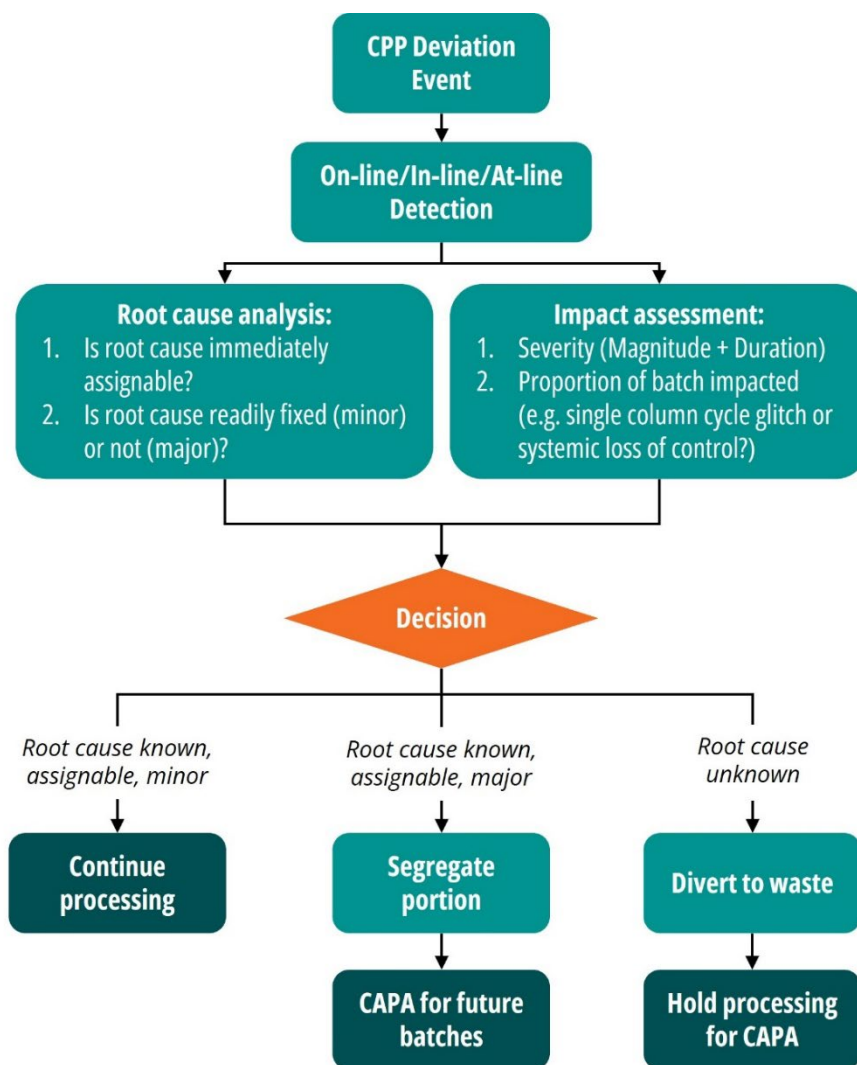 CPP Deviation
Event
On-line/In-line/At-line
Detection
Root cause analysis:
1. Is root cause immediately
assignable?
2. Is root cause readily fixed (minor)
or not (major)?
Impact assessment:
1. Severity (Magnitude + Duration)
2. Proportion of batch impacted
(e.g. single column cycle glitch or
systemic loss of control?)
Decision
Root cause known,
assignable, minor
Root cause known,
assignable, major
Root cause
unknown
Continue
processing
Segregate
portion
Divert to waste
CAPA for future
batches
Hold processing
for CAPA